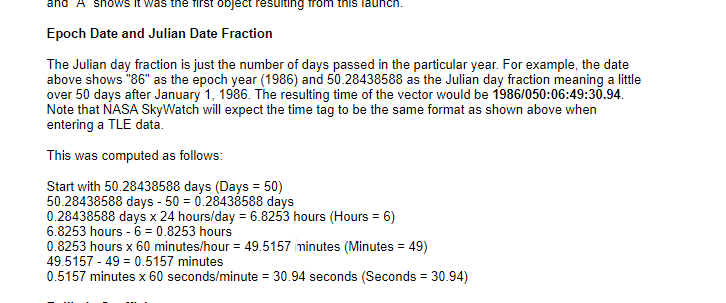 and "A" shows it was the first object resulting from this launch.
Epoch Date and Julian Date Fraction
The Julian day fraction is just the number of days passed in the particular year. For example, the date
above shows "86" as the epoch year (1986) and 50.28438588 as the Julian day fraction meaning a little
over 50 days after January 1, 1986. The resulting time of the vector would be 1986/050:06:49:30.94.
Note that NASA SkyWatch will expect the time tag to be the same format as shown above when
entering a TLE data.
This was computed as follows:
Start with 50.28438588 days (Days = 50)
50.28438588 days - 50 = 0.28438588 days
0.28438588 days x 24 hours/day = 6.8253 hours (Hours = 6)
6.8253 hours - 6 = 0.8253 hours
0.8253 hours x 60 minutes/hour = 49.5157 minutes (Minutes = 49)
49.5157 - 49 = 0.5157 minutes
0.5157 minutes x 60 seconds/minute = 30.94 seconds (Seconds = 30.94)